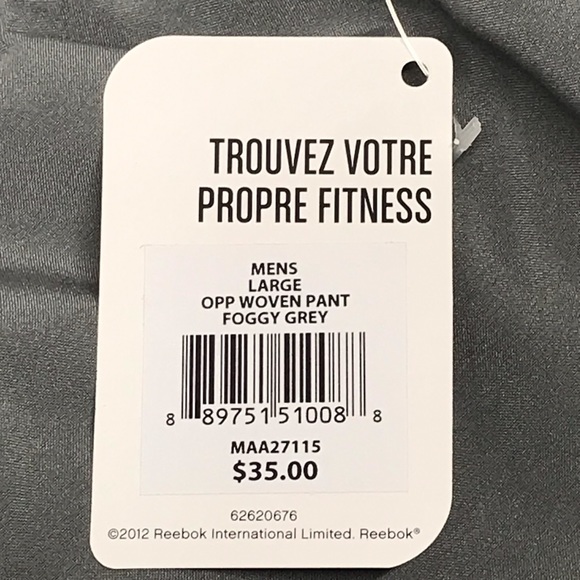 TROUVEZ VOTRE
PROPRE FITNESS
MENS
LARGE
OPP WOVEN PANT
FOGGY GREY
8 89751 51008 8
MAA27115
$35.00
62620676
©2012 Reebok International Limited. Reebok®